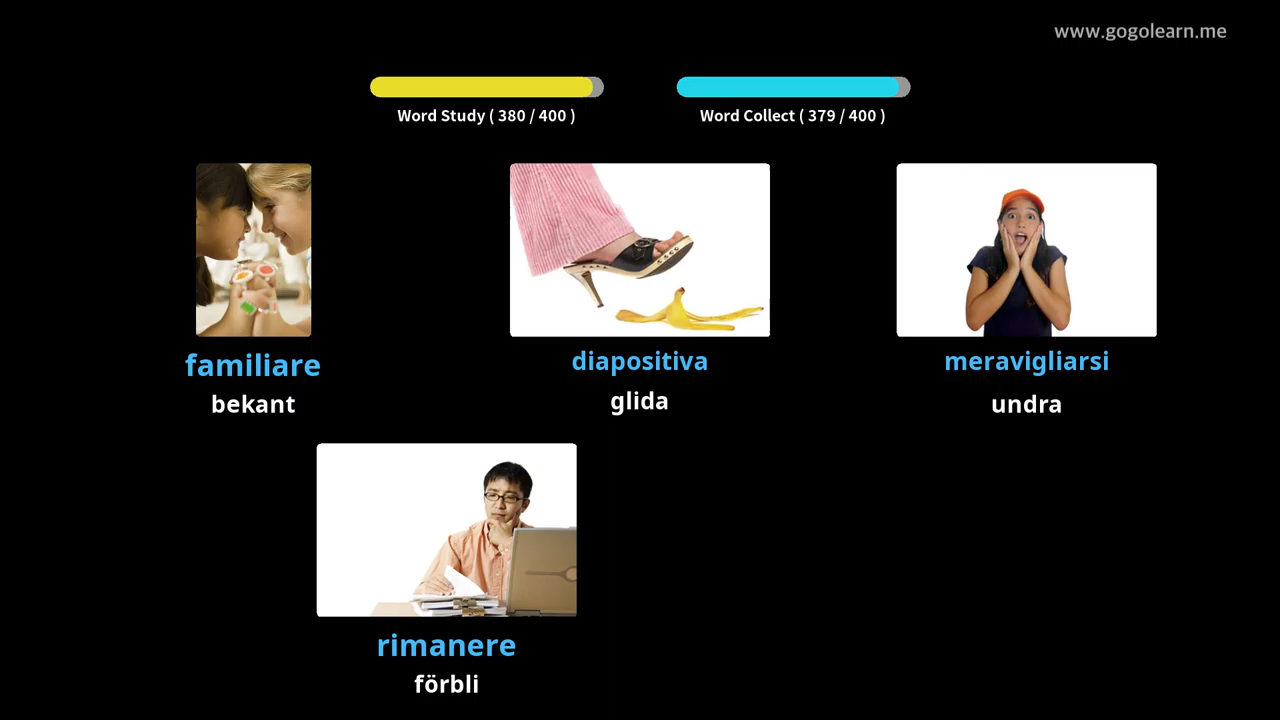 www.gogolearn.me
Word Study ( 380 / 400 )
Word Collect ( 379 / 400 )
familiare
bekant
diapositiva
glida
meravigliarsi
undra
rimanere
förbli